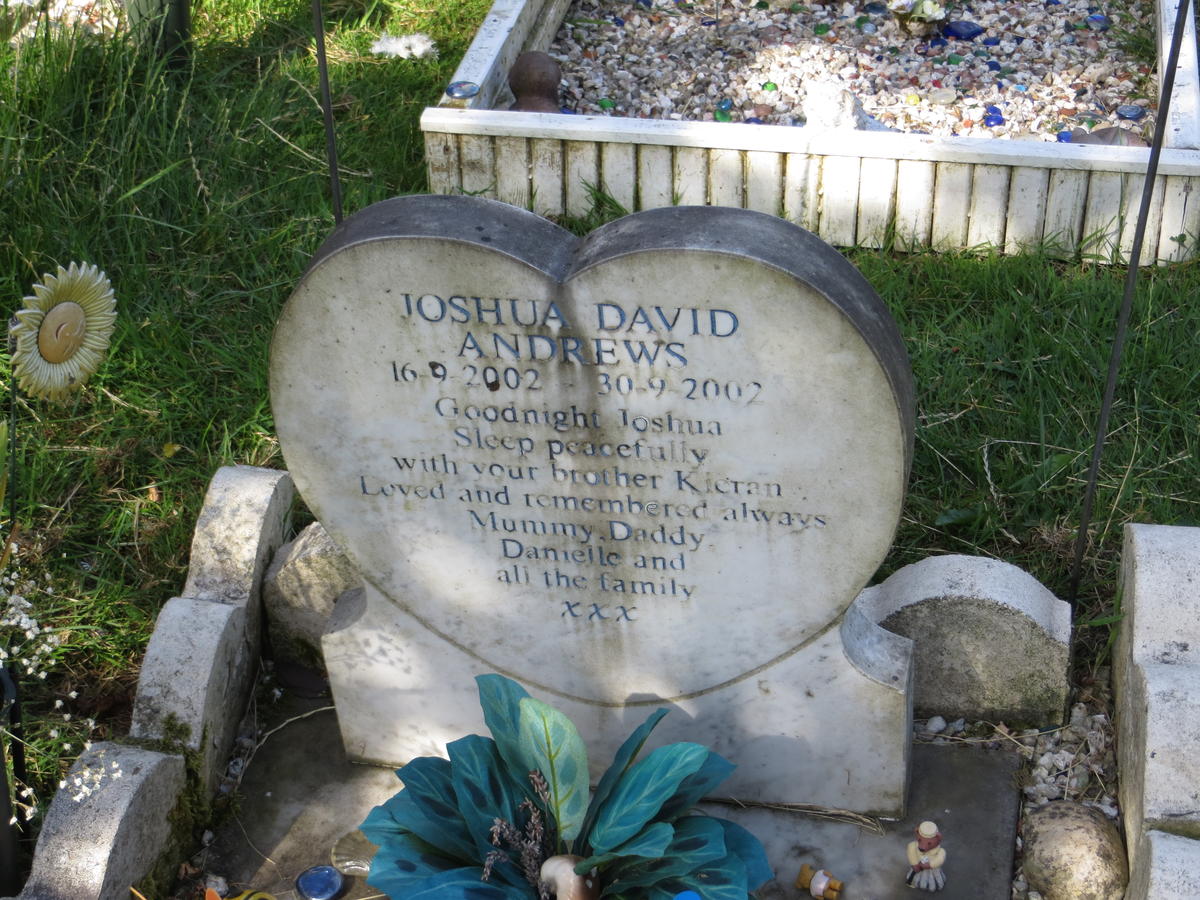 JOSHUA DAVID
ANDREWS
16-9-2002 - 30-9-2002
Goodnight Joshua
Sleep peacefully
with your brother Kieran
Loved and remembered always
Mummy, Daddy
Danielle and
all the family
xxx